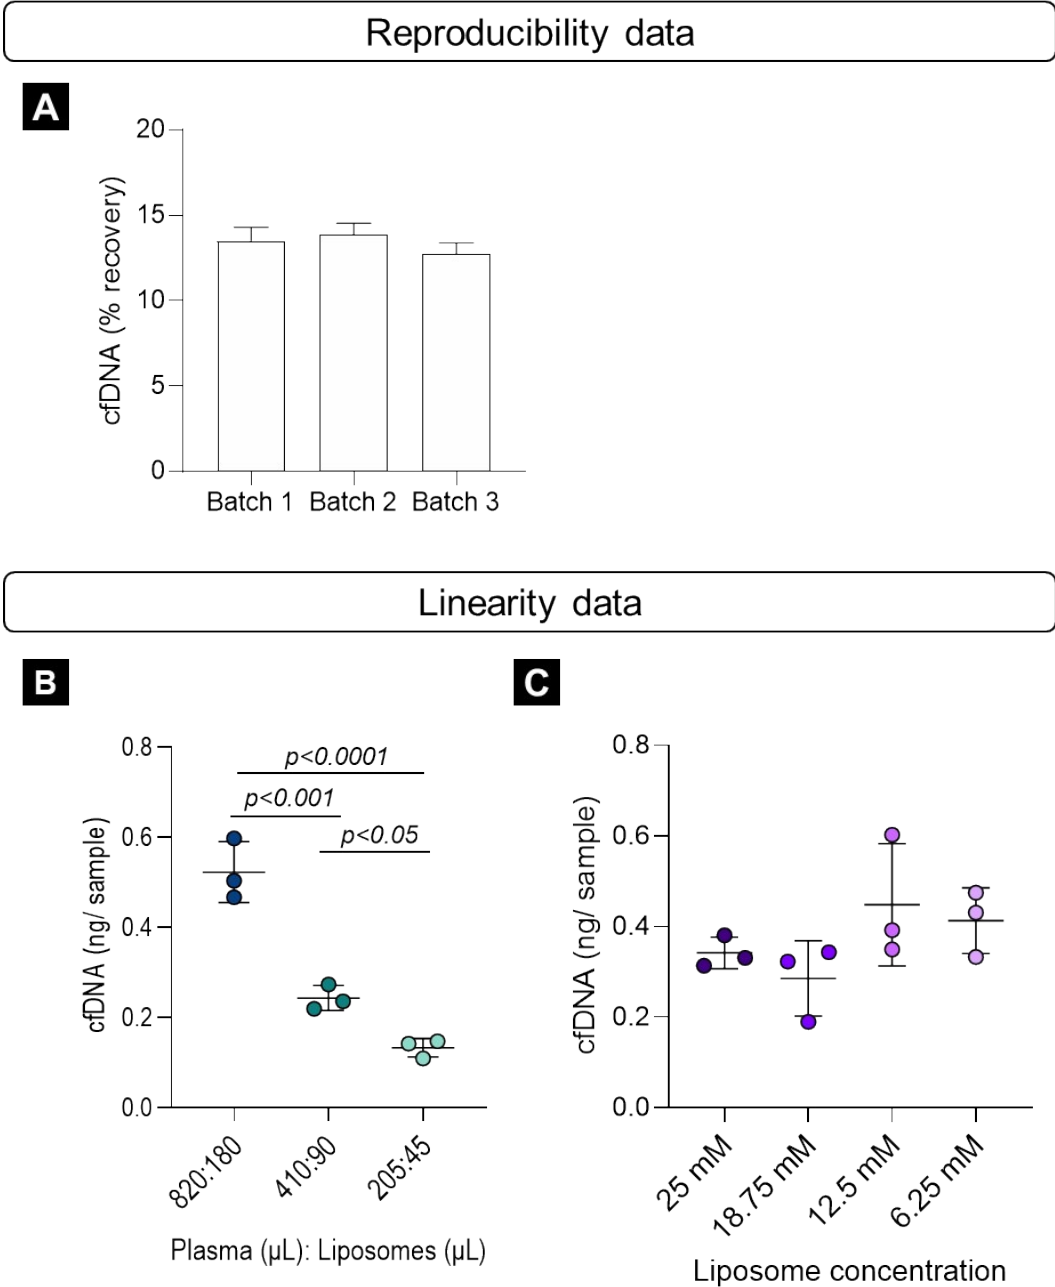 Reproducibility data
A
20
15
10
5
0
cfDNA (% recovery)
Batch 1 Batch 2 Batch 3
Linearity data
B
0.8
0.6
0.4
0.2
0.0
cfDNA (ng/ sample)
p<0.0001
p<0.001
p<0.05
820:180
410:90
205:45
Plasma (µL): Liposomes (µL)
C
0.8
0.6
0.4
0.2
0.0
cfDNA (ng/ sample)
25 mM
18.75 mM
12.5 mM
6.25 mM
Liposome concentration